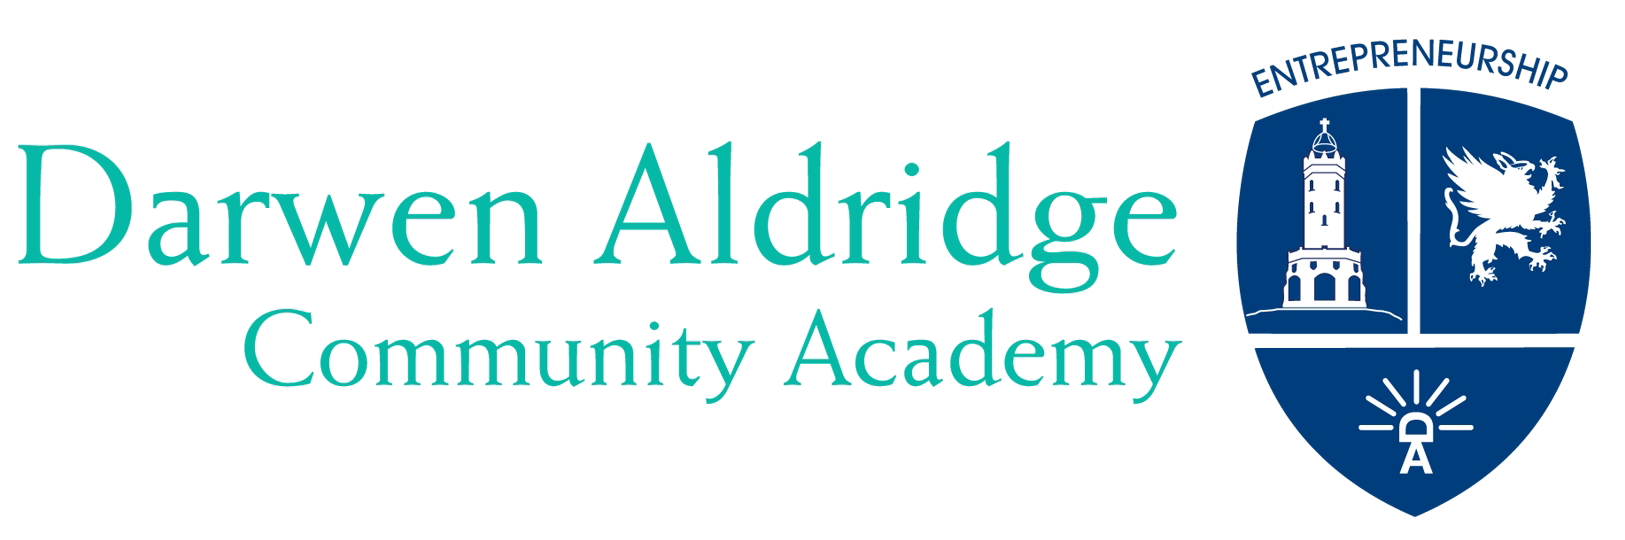 Darwen Aldridge
Community Academy
ENTREPRENEURSHIP
D
A